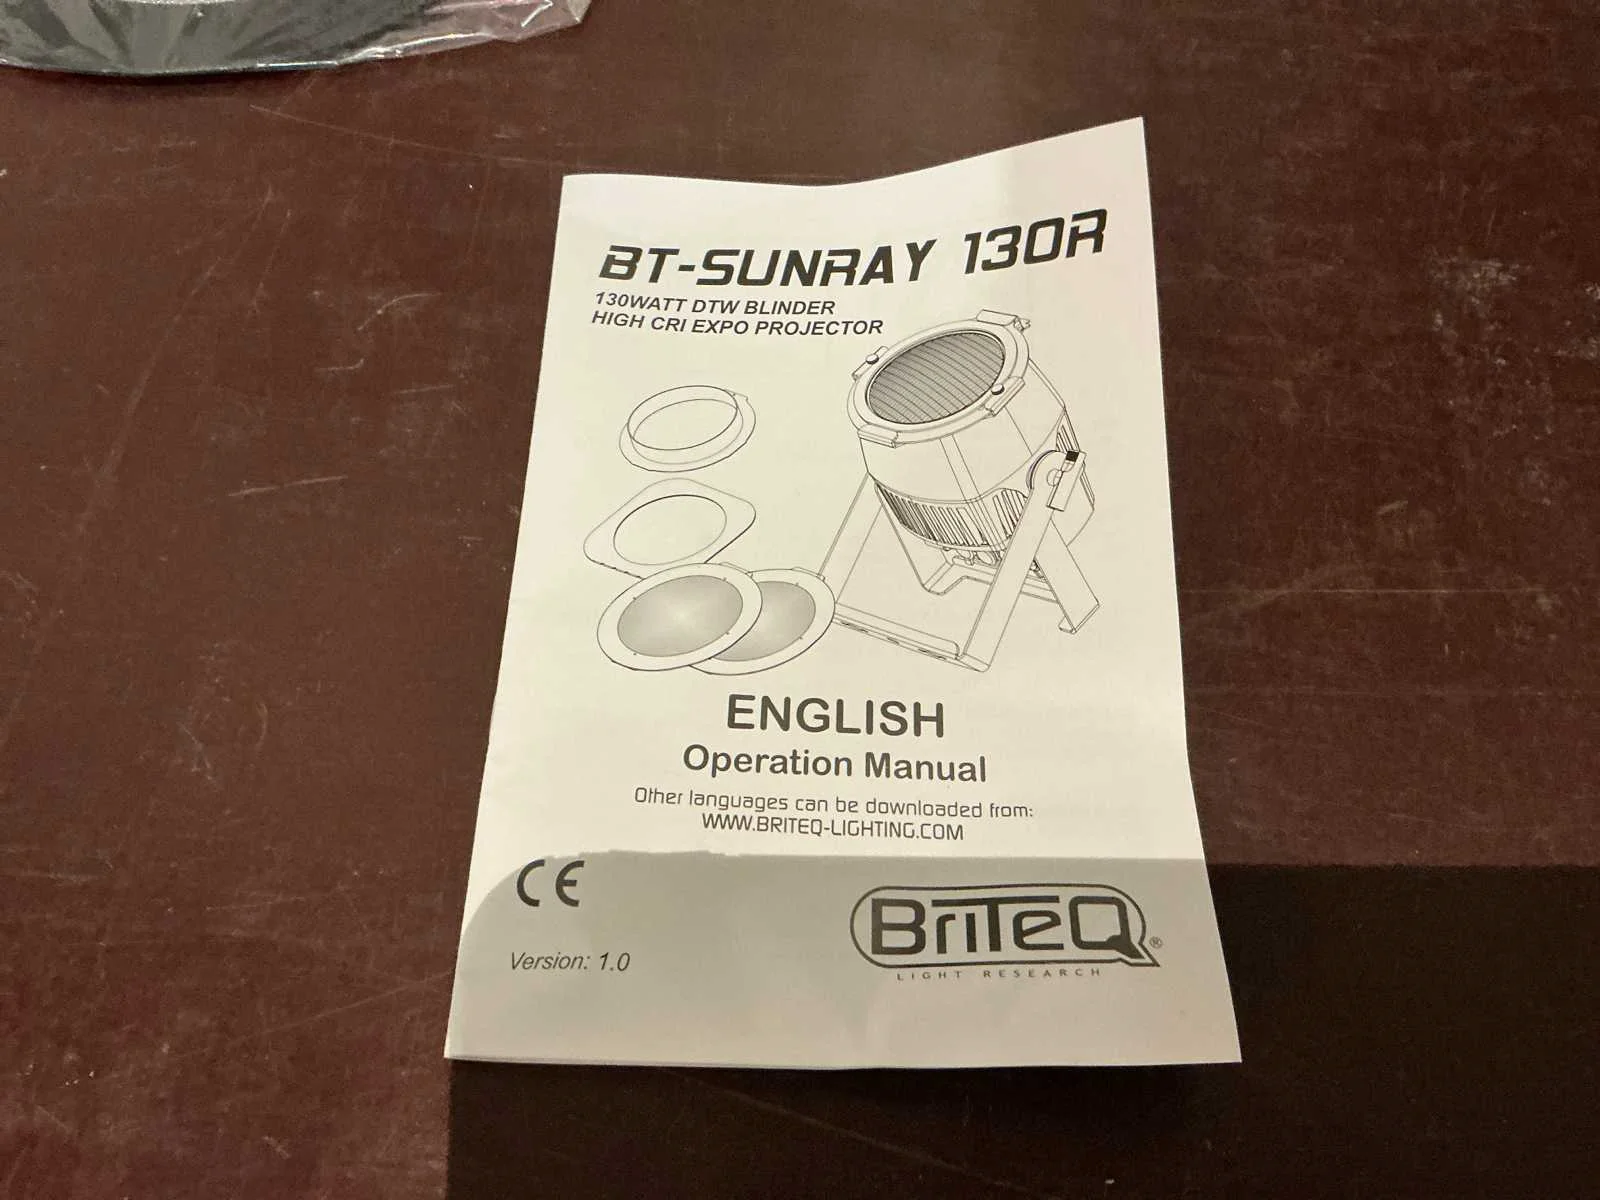 BT-SUNRAY 130R
130WATT DTW BLINDER
HIGH CRI EXPO PROJECTOR
ENGLISH
Operation Manual
Other languages can be downloaded from:
WWW.BRITEQ-LIGHTING.COM
CE
Version: 1.0
BRITEQ®
LIGHT RESEARCH